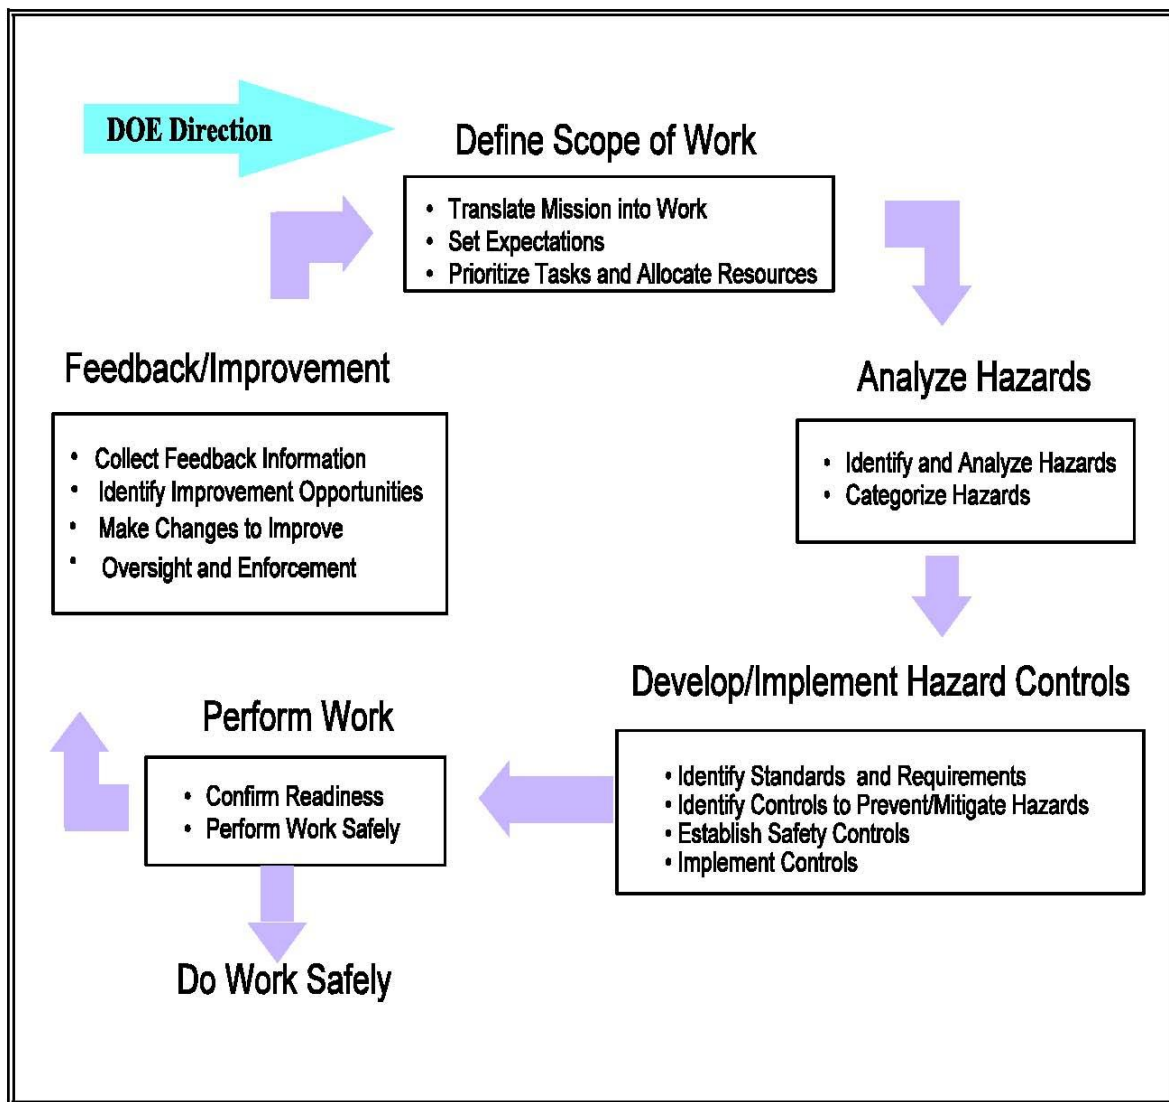 DOE Direction
Define Scope of Work
• Translate Mission into Work
• Set Expectations
• Prioritize Tasks and Allocate Resources
Analyze Hazards
• Identify and Analyze Hazards
• Categorize Hazards
Develop/Implement Hazard Controls
• Identify Standards and Requirements
• Identify Controls to Prevent/Mitigate Hazards
• Establish Safety Controls
• Implement Controls
Perform Work
• Confirm Readiness
• Perform Work Safely
Do Work Safely
Feedback/Improvement
• Collect Feedback Information
• Identify Improvement Opportunities
• Make Changes to Improve
• Oversight and Enforcement